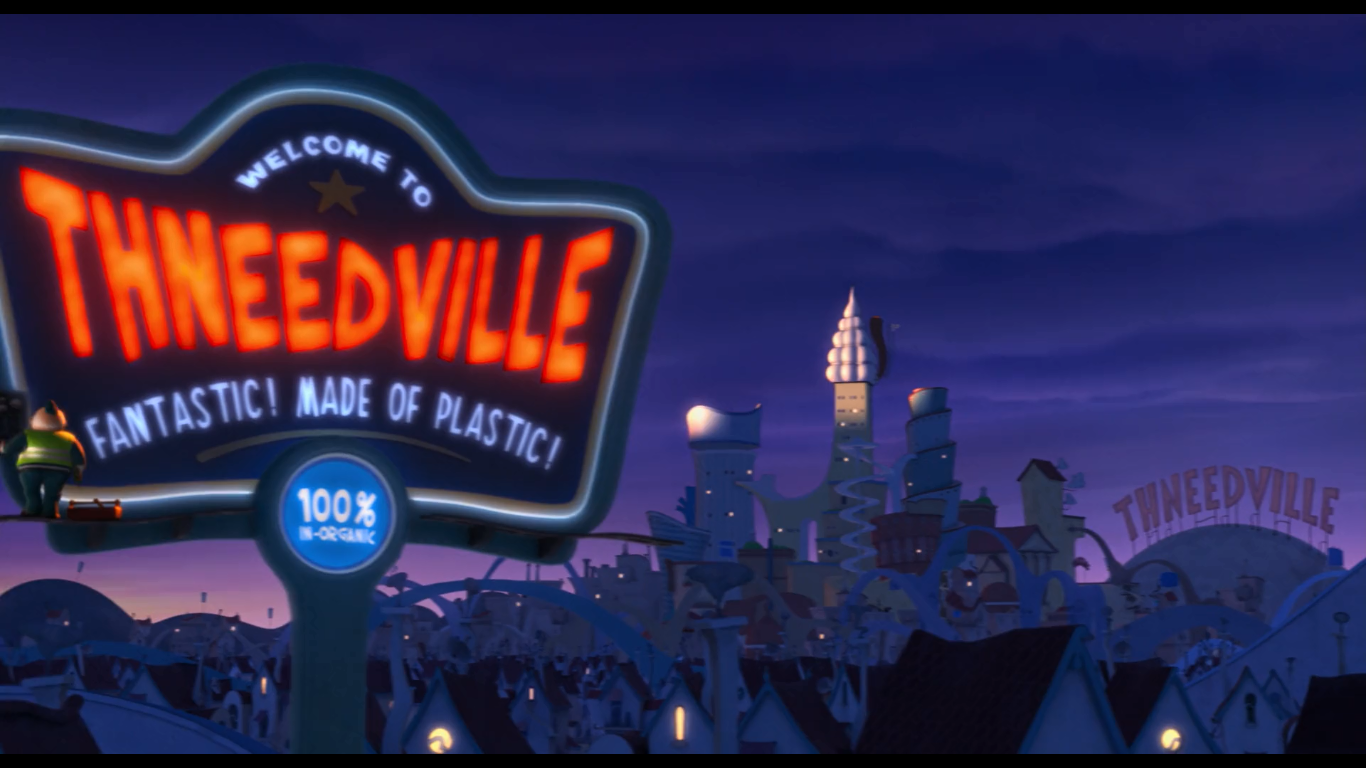 WELCOME TO
THNEEDVILLE
FANTASTIC! MADE OF PLASTIC!
100%
IN-ORGANIC
THNEEDVILLE